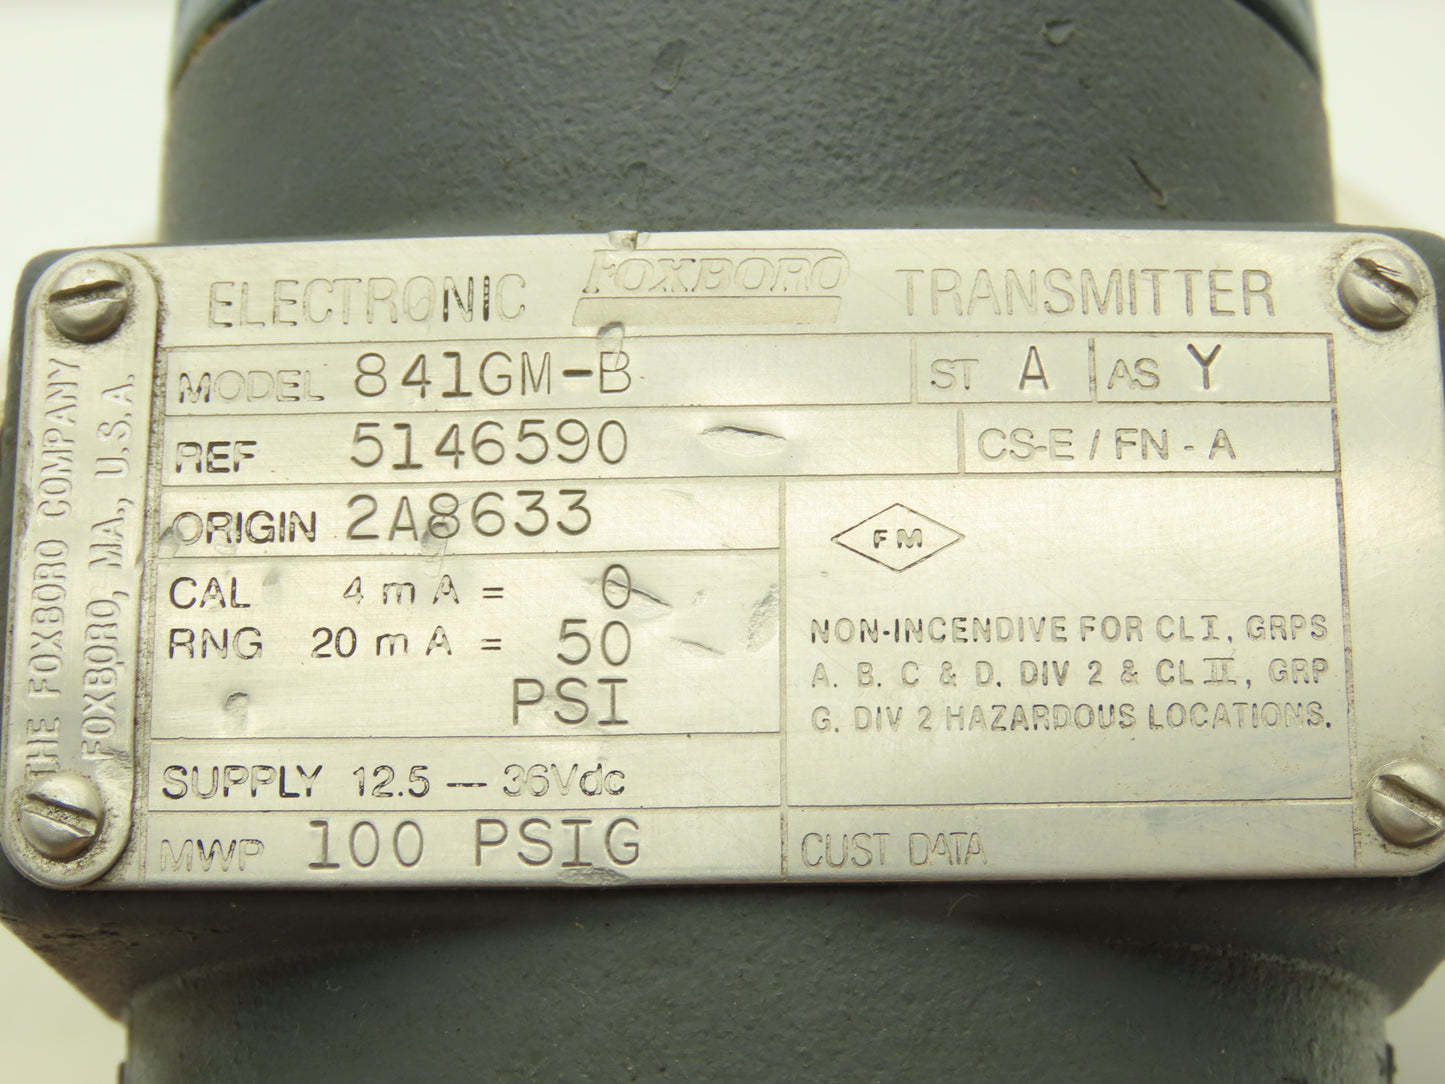 ELECTRONIC FOXBORO TRANSMITTER
MODEL 841GM-B ST A AS Y
REF 5146590 CS-E / FN - A
ORIGIN 2A8633
CAL 4 mA = 0
RNG 20 mA = 50
PSI
SUPPLY 12.5 — 36Vdc
MWP 100 PSIG
FM
NON-INCENDIVE FOR CL I, GRPS
A. B. C & D. DIV 2 & CL II, GRP
G. DIV 2 HAZARDOUS LOCATIONS.
CUST DATA
THE FOXBORO COMPANY
FOXBORO, MA., U.S.A.